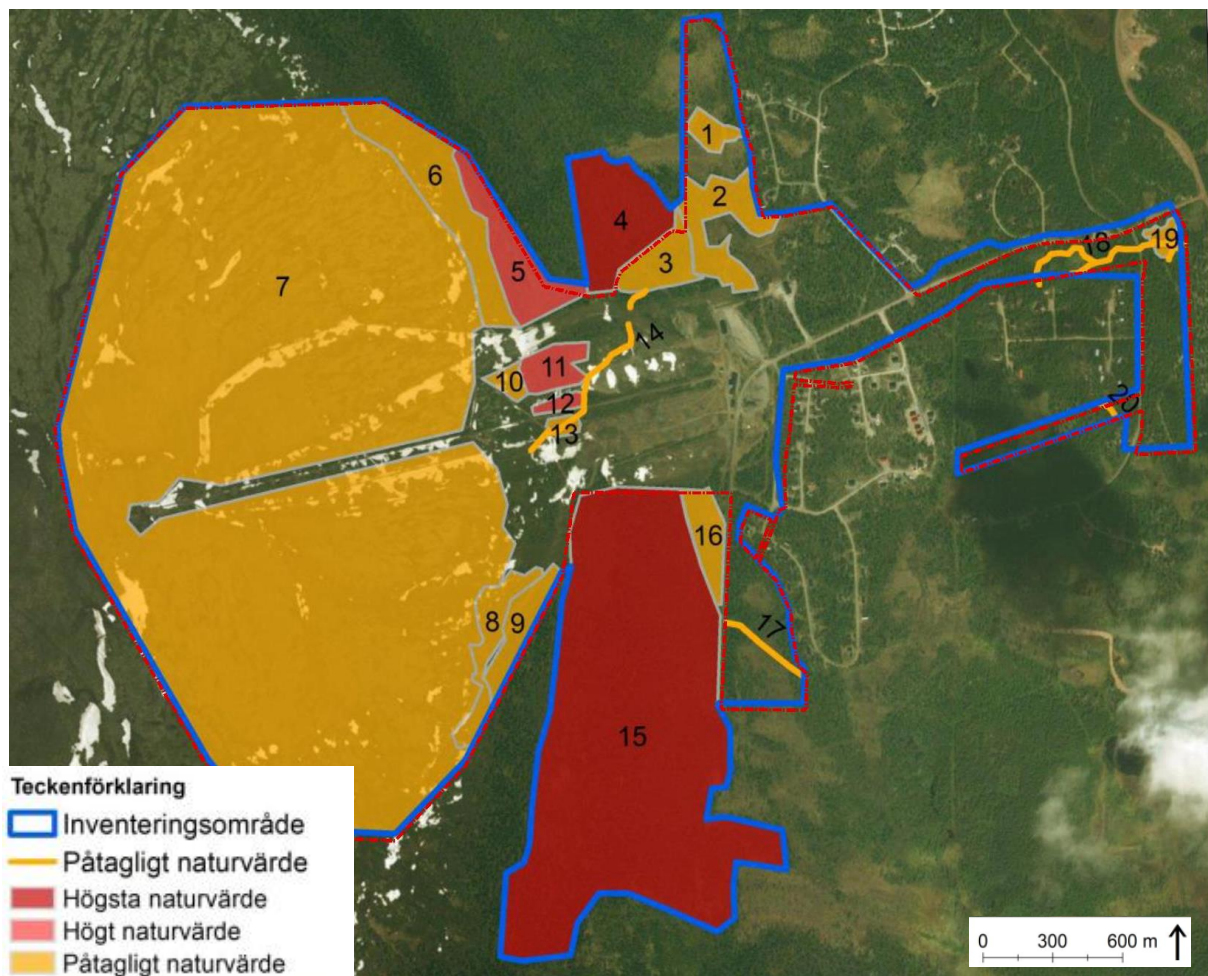 1
2
3
4
5
6
7
8
9
10
11
12
13
14
15
16
17
18
19
20
Teckenförklaring
Inventeringsområde
Påtagligt naturvärde
Högsta naturvärde
Högt naturvärde
Påtagligt naturvärde
0 300 600 m